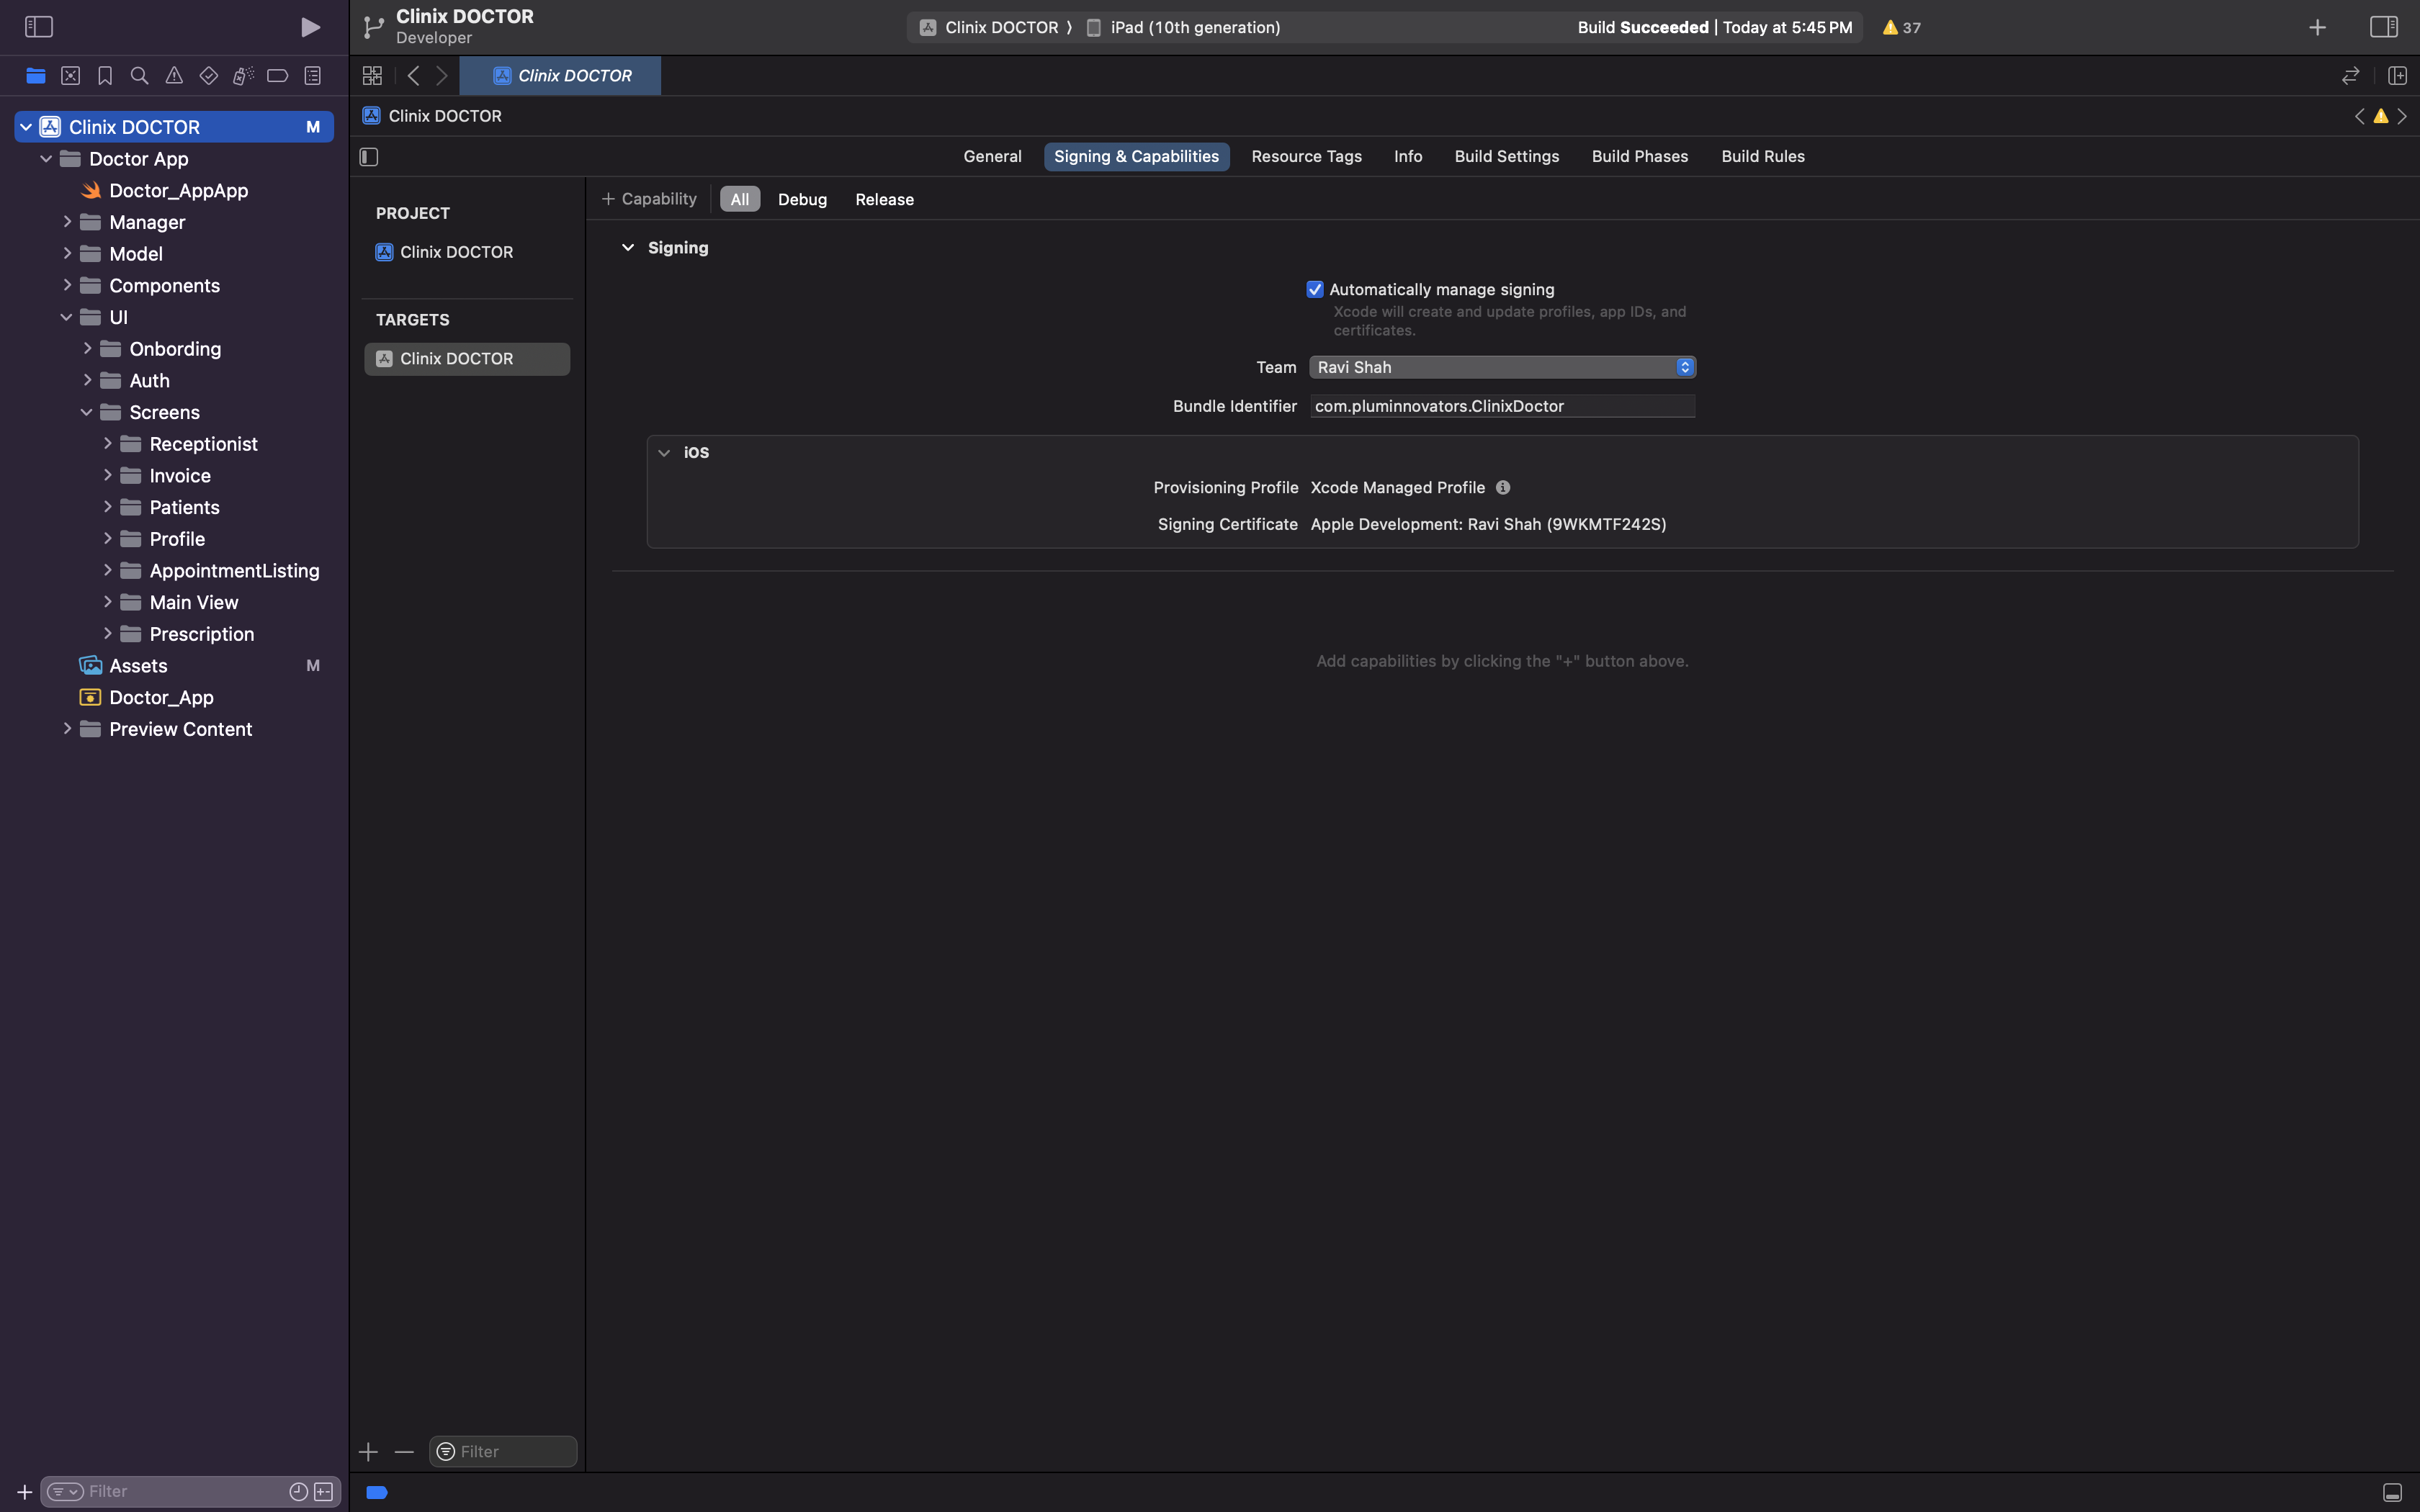 Clinix DOCTOR
Developer
Clinix DOCTOR
iPad (10th generation)
Build Succeeded | Today at 5:45 PM
37
Clinix DOCTOR
Clinix DOCTOR
Clinix DOCTOR M
Doctor App
Doctor_AppApp
Manager
Model
Components
UI
Onbording
Auth
Screens
Receptionist
Invoice
Patients
Profile
AppointmentListing
Main View
Prescription
Assets M
Doctor_App
Preview Content
Filter
General
Signing & Capabilities
Resource Tags
Info
Build Settings
Build Phases
Build Rules
PROJECT
Clinix DOCTOR
TARGETS
Clinix DOCTOR
Filter
+ Capability
All
Debug
Release
Signing
Automatically manage signing
Xcode will create and update profiles, app IDs, and
certificates.
Team Ravi Shah
Bundle Identifier com.pluminnovators.ClinixDoctor
iOS
Provisioning Profile Xcode Managed Profile
Signing Certificate Apple Development: Ravi Shah (9WKMTF242S)
Add capabilities by clicking the "+" button above.